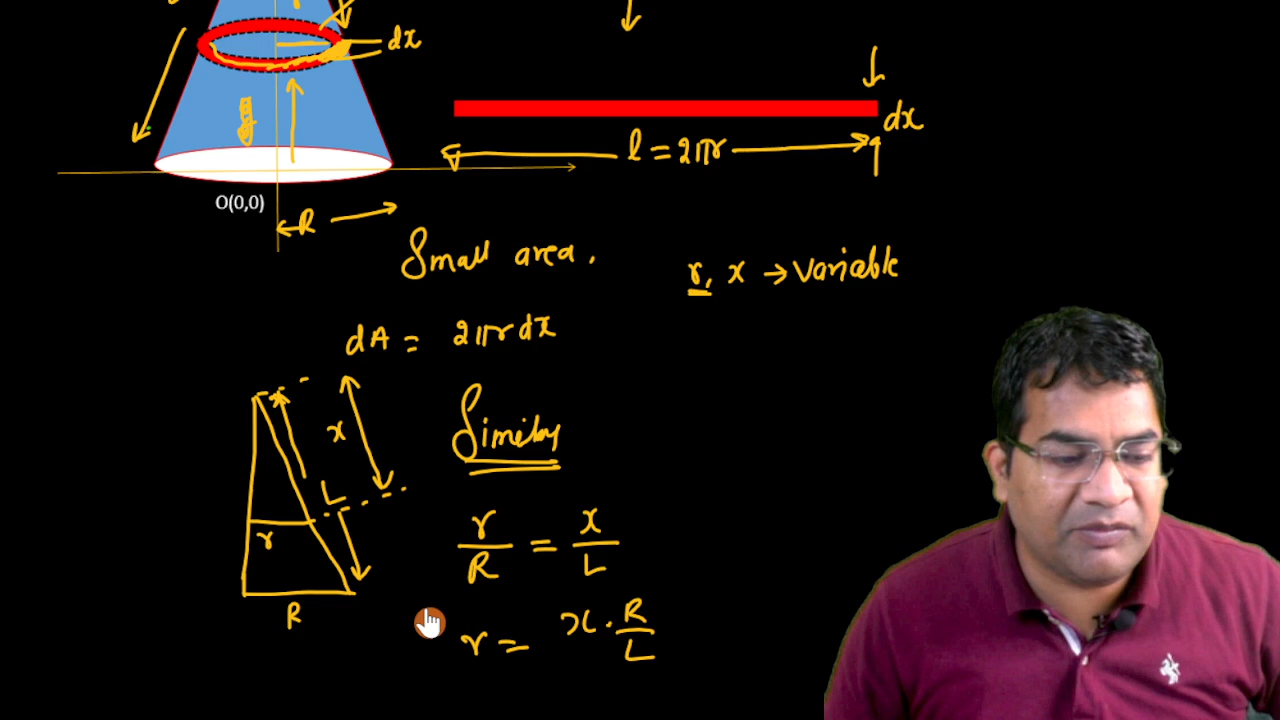 dx
dx
l = 2πr
O(0,0)
R
Small area.
r, x → Variable
dA = 2πr dx
x
Similar
L
r
r/R = x/L
R
r = x · R/L